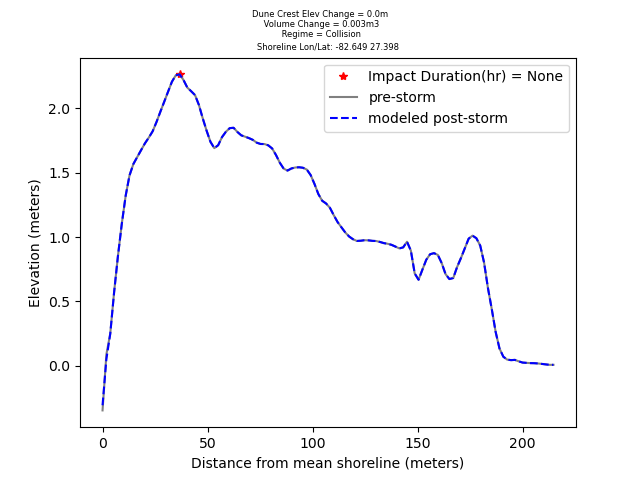 Dune Crest Elev Change = 0.0m
Volume Change = 0.003m3
Regime = Collision
Shoreline Lon/Lat: -82.649 27.398
Impact Duration(hr) = None
pre-storm
modeled post-storm
Elevation (meters)
2.0
1.5
1.0
0.5
0.0
0 50 100 150 200
Distance from mean shoreline (meters)